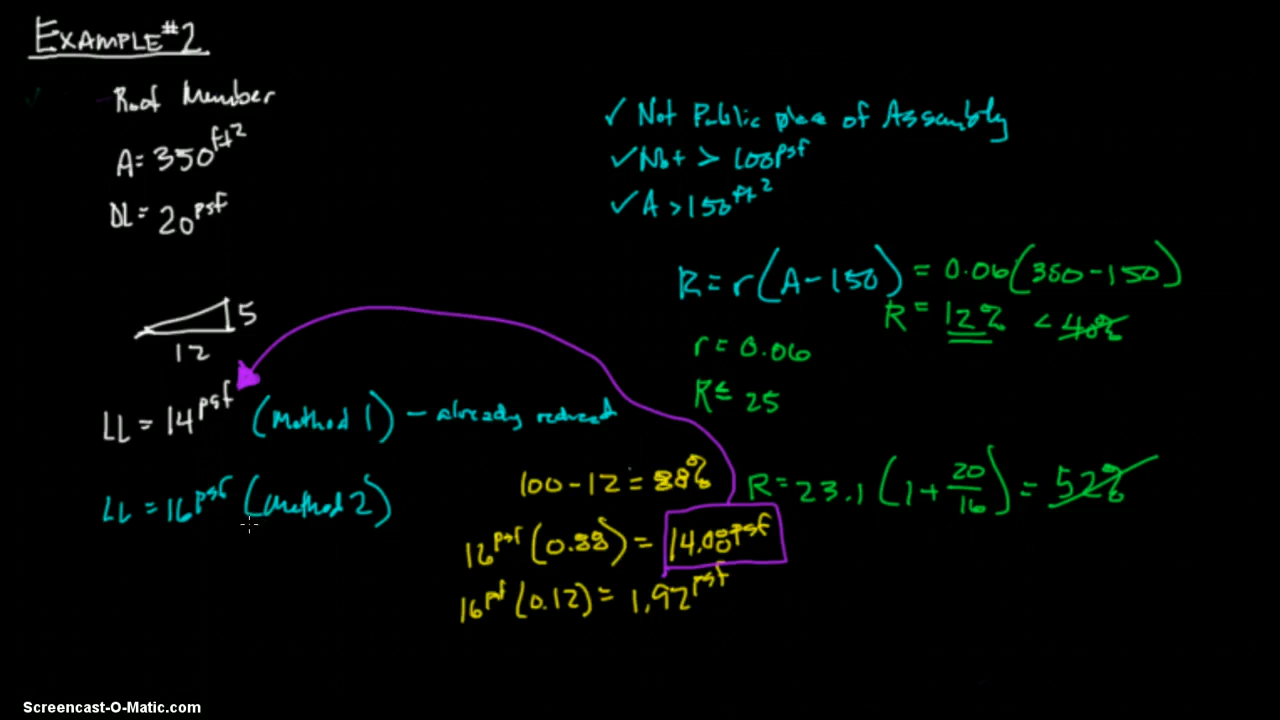 EXAMPLE #2
Roof Member
A = 350 ft²
DL = 20 psf
5
12
LL = 14 psf (Method 1) - already reduced
LL = 16 psf (Method 2)
✓ Not Public place of Assembly
✓ Not > 100 psf
✓ A > 150 ft²
R = r(A - 150) = 0.06(350 - 150)
R = 12% < 40%
r = 0.06
R ≤ 25
R = 23.1 (1 + 20/16) = 52%
100 - 12 = 88%
16 psf (0.88) = 14.08 psf
16 psf (0.12) = 1.92 psf
Screencast-O-Matic.com